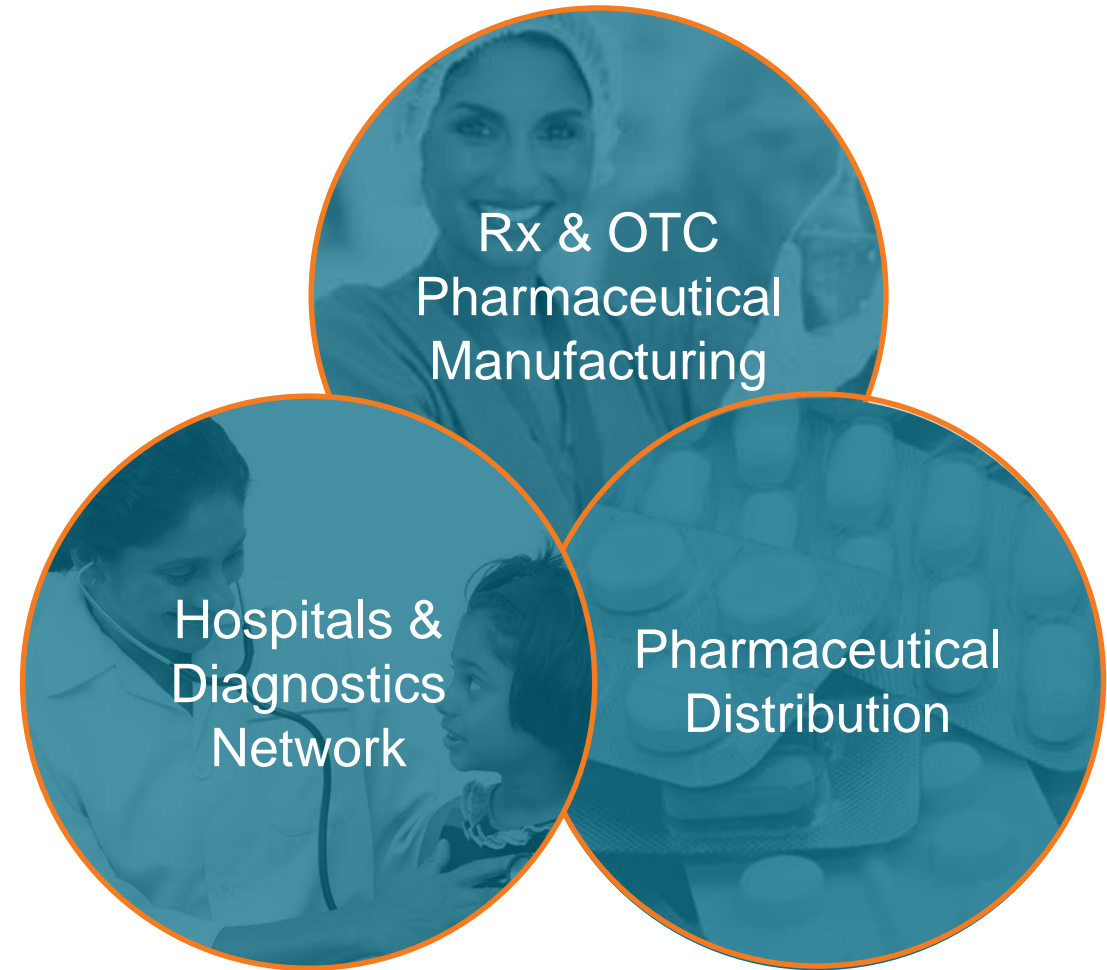 Rx & OTC
Pharmaceutical
Manufacturing
Hospitals &
Diagnostics
Network
Pharmaceutical
Distribution